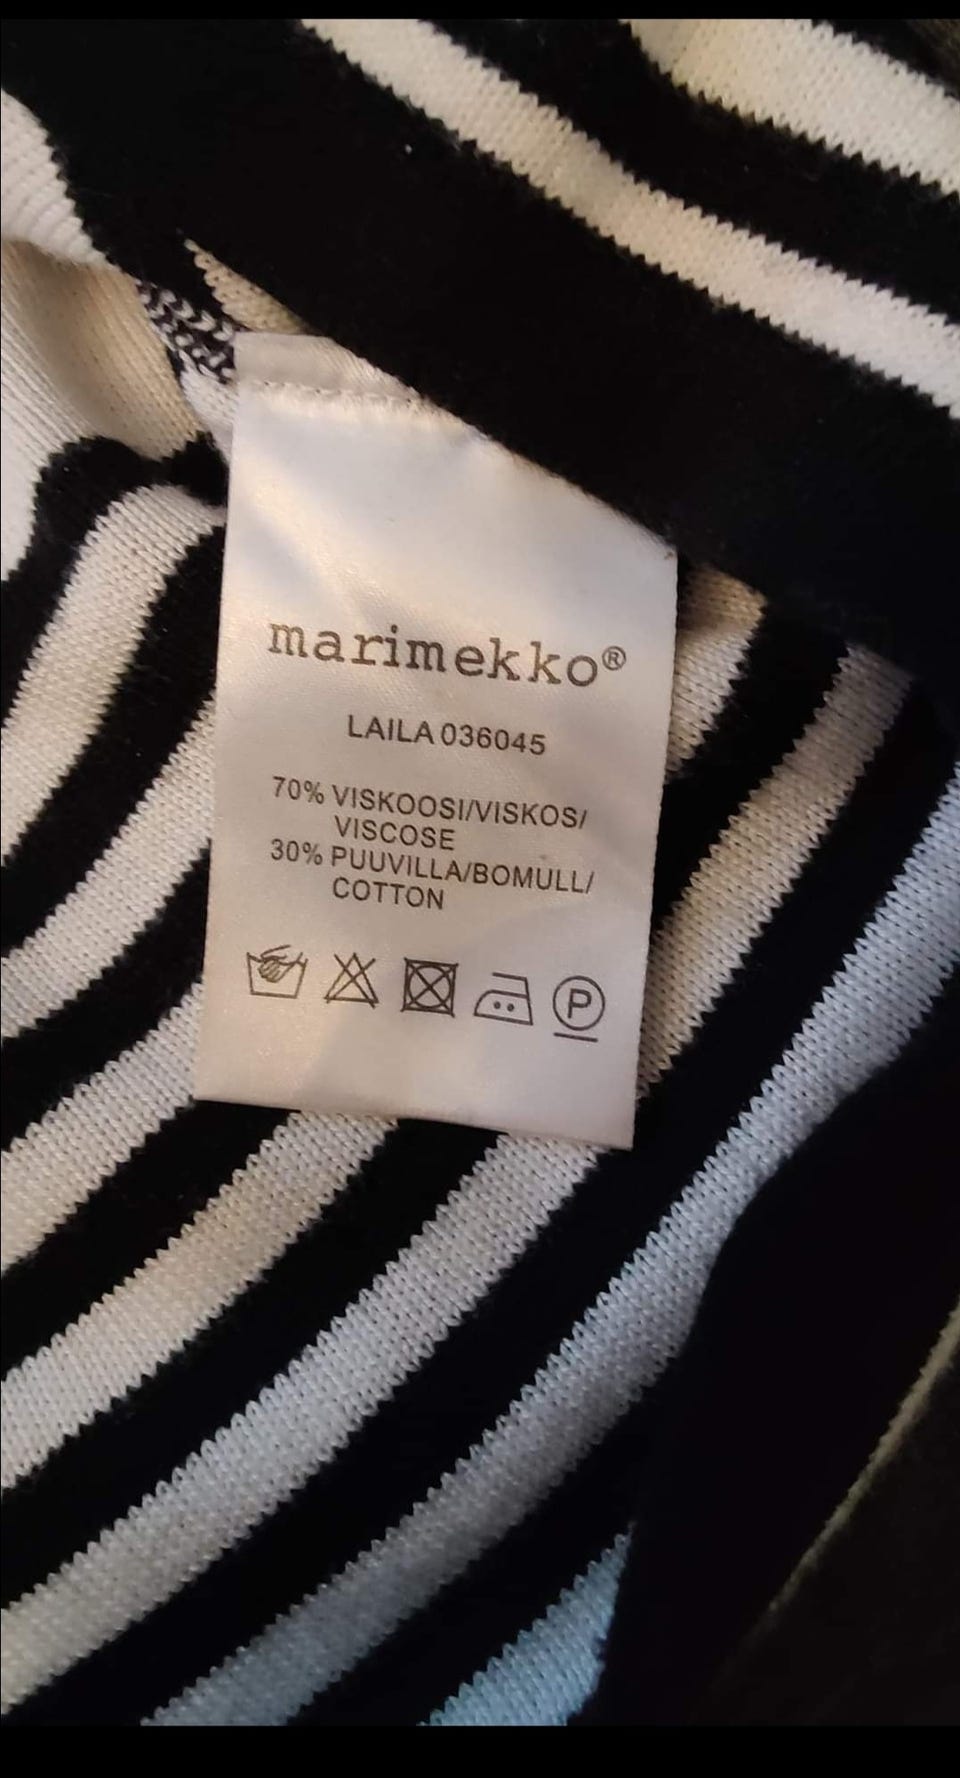 marimekko®
LAILA 036045
70% VISKOOSI/VISKOS/
VISCOSE
30% PUUVILLA/BOMULL/
COTTON
P